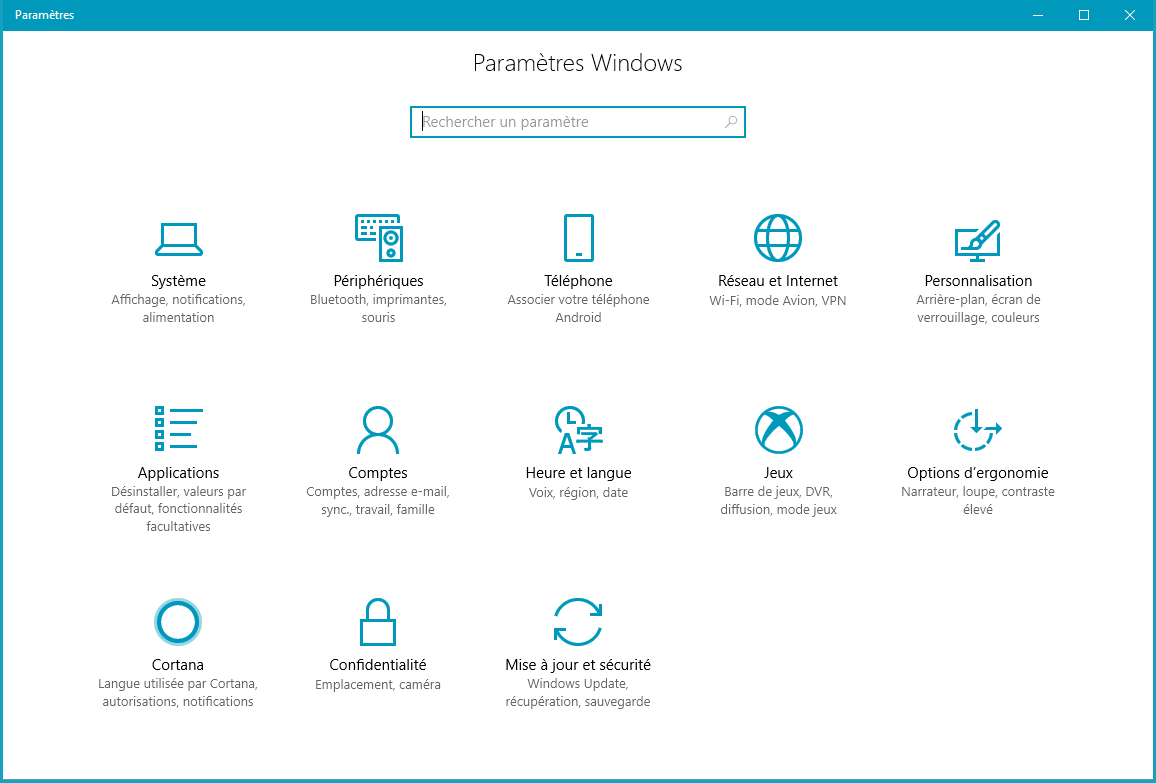 Paramètres
Paramètres Windows
Rechercher un paramètre
Système
Affichage, notifications,
alimentation
Périphériques
Bluetooth, imprimantes,
souris
Téléphone
Associer votre téléphone
Android
Réseau et Internet
Wi-Fi, mode Avion, VPN
Personnalisation
Arrière-plan, écran de
verrouillage, couleurs
Applications
Désinstaller, valeurs par
défaut, fonctionnalités
facultatives
Comptes
Comptes, adresse e-mail,
sync., travail, famille
A字
Heure et langue
Voix, région, date
Jeux
Barre de jeux, DVR,
diffusion, mode jeux
Options d’ergonomie
Narrateur, loupe, contraste
élevé
Cortana
Langue utilisée par Cortana,
autorisations, notifications
Confidentialité
Emplacement, caméra
Mise à jour et sécurité
Windows Update,
récupération, sauvegarde